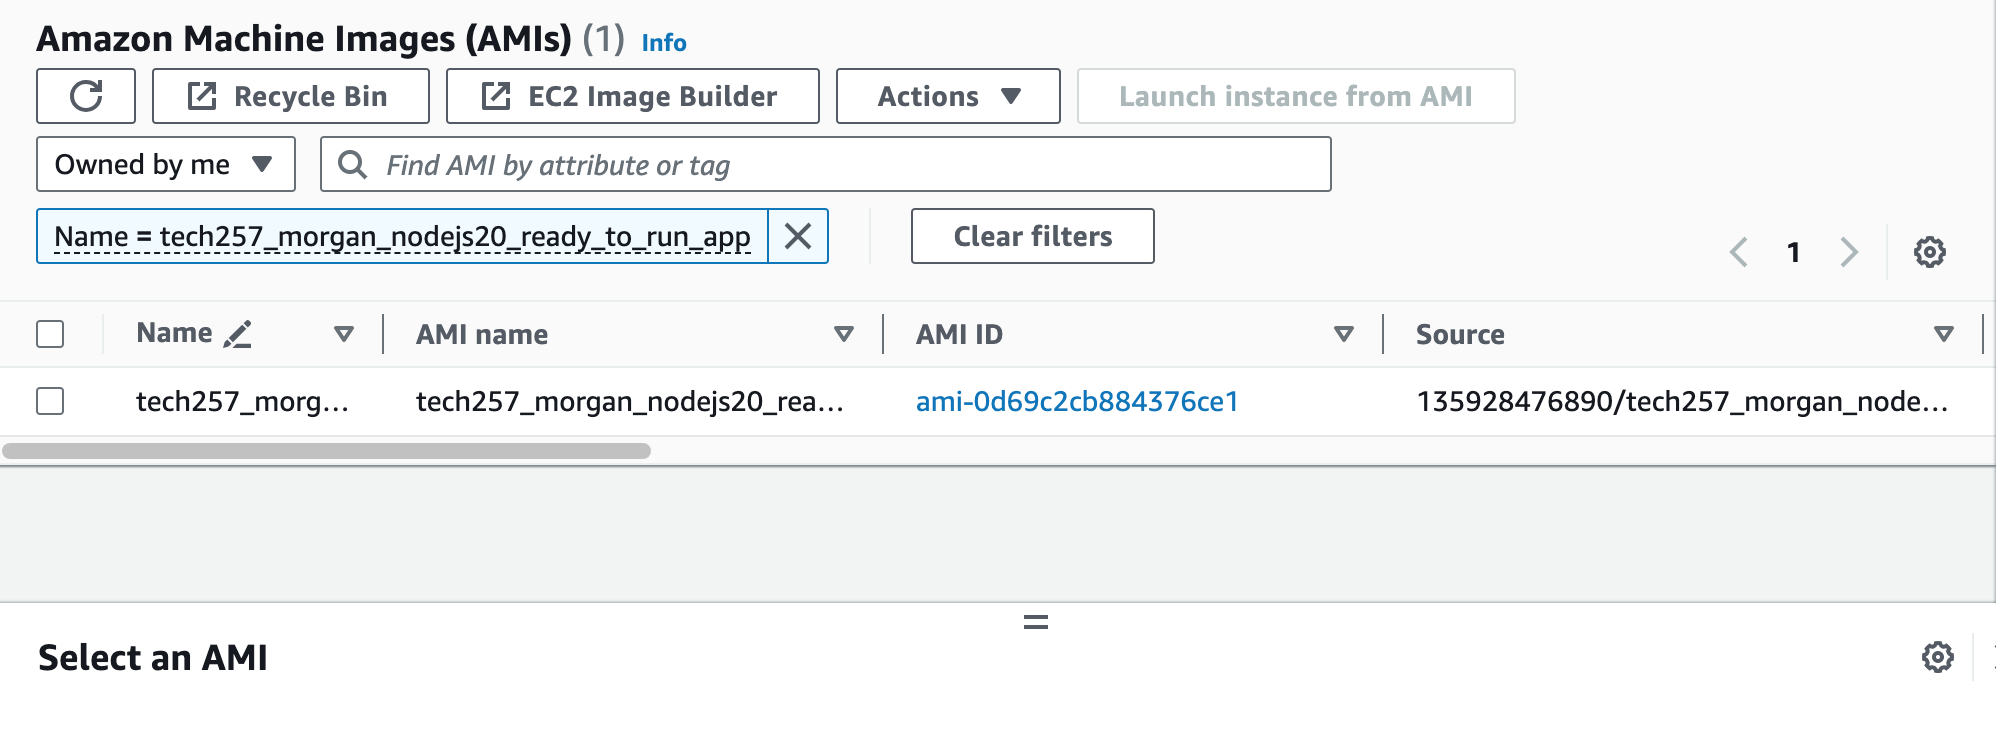 Amazon Machine Images (AMIs) (1) Info
Recycle Bin EC2 Image Builder Actions Launch instance from AMI
Owned by me Find AMI by attribute or tag
Name = tech257_morgan_nodejs20_ready_to_run_app Clear filters 1
Name AMI name AMI ID Source
tech257_morg... tech257_morgan_nodejs20_rea... ami-0d69c2cb884376ce1 135928476890/tech257_morgan_node...
Select an AMI